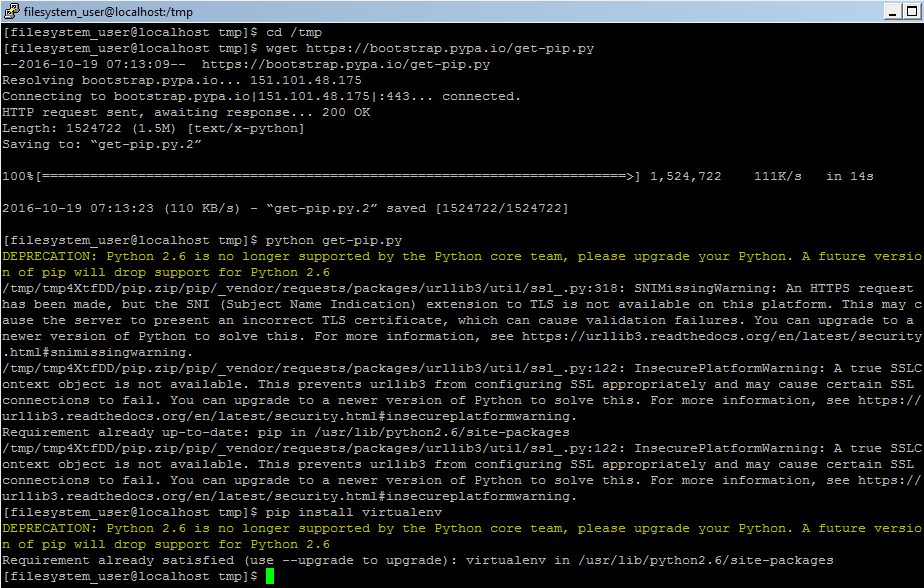 filesystem_user@localhost:/tmp
[filesystem_user@localhost tmp]$ cd /tmp
[filesystem_user@localhost tmp]$ wget https://bootstrap.pypa.io/get-pip.py
--2016-10-19 07:13:09--  https://bootstrap.pypa.io/get-pip.py
Resolving bootstrap.pypa.io... 151.101.48.175
Connecting to bootstrap.pypa.io|151.101.48.175|:443... connected.
HTTP request sent, awaiting response... 200 OK
Length: 1524722 (1.5M) [text/x-python]
Saving to: “get-pip.py.2”
100%[=========================================================================>] 1,524,722    111K/s   in 14s
2016-10-19 07:13:23 (110 KB/s) - “get-pip.py.2” saved [1524722/1524722]
[filesystem_user@localhost tmp]$ python get-pip.py
DEPRECATION: Python 2.6 is no longer supported by the Python core team, please upgrade your Python. A future versio
n of pip will drop support for Python 2.6
/tmp/tmp4XtfDD/pip.zip/pip/_vendor/requests/packages/urllib3/util/ssl_.py:318: SNIMissingWarning: An HTTPS request
has been made, but the SNI (Subject Name Indication) extension to TLS is not available on this platform. This may c
ause the server to present an incorrect TLS certificate, which can cause validation failures. You can upgrade to a
newer version of Python to solve this. For more information, see https://urllib3.readthedocs.org/en/latest/security
.html#snimissingwarning.
/tmp/tmp4XtfDD/pip.zip/pip/_vendor/requests/packages/urllib3/util/ssl_.py:122: InsecurePlatformWarning: A true SSLC
ontext object is not available. This prevents urllib3 from configuring SSL appropriately and may cause certain SSL
connections to fail. You can upgrade to a newer version of Python to solve this. For more information, see https://
urllib3.readthedocs.org/en/latest/security.html#insecureplatformwarning.
Requirement already up-to-date: pip in /usr/lib/python2.6/site-packages
/tmp/tmp4XtfDD/pip.zip/pip/_vendor/requests/packages/urllib3/util/ssl_.py:122: InsecurePlatformWarning: A true SSLC
ontext object is not available. This prevents urllib3 from configuring SSL appropriately and may cause certain SSL
connections to fail. You can upgrade to a newer version of Python to solve this. For more information, see https://
urllib3.readthedocs.org/en/latest/security.html#insecureplatformwarning.
[filesystem_user@localhost tmp]$ pip install virtualenv
DEPRECATION: Python 2.6 is no longer supported by the Python core team, please upgrade your Python. A future versio
n of pip will drop support for Python 2.6
Requirement already satisfied (use --upgrade to upgrade): virtualenv in /usr/lib/python2.6/site-packages
[filesystem_user@localhost tmp]$